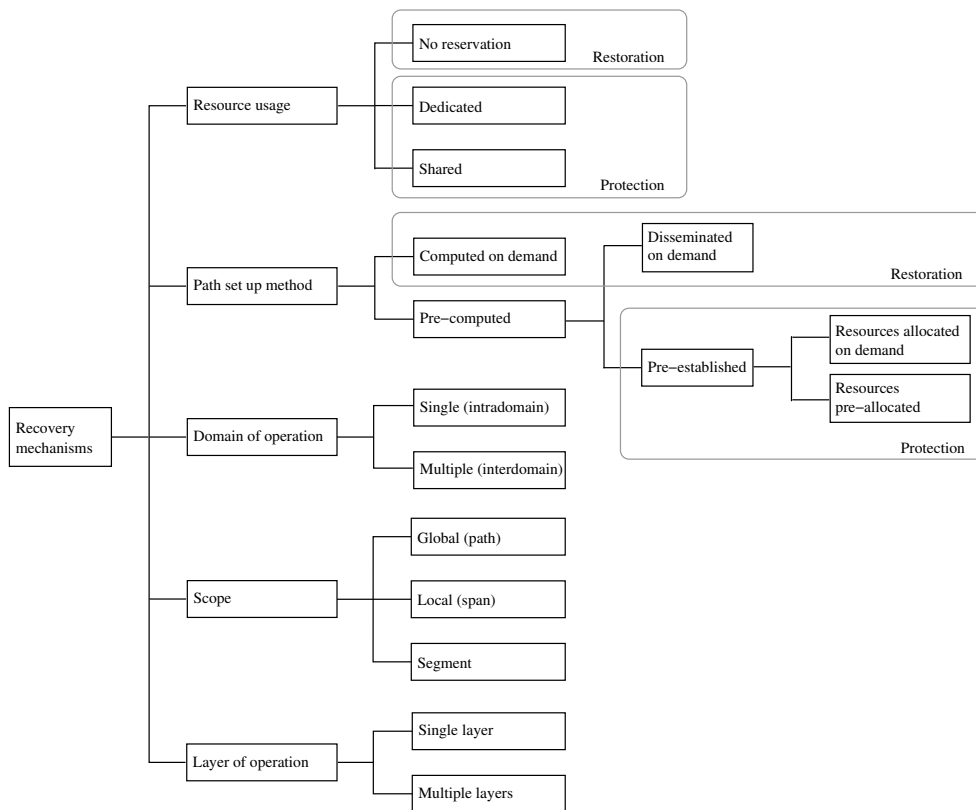 No reservation
Restoration
Resource usage
Dedicated
Shared
Protection
Computed on demand
Disseminated
on demand
Restoration
Path set up method
Pre−computed
Resources allocated
on demand
Pre−established
Resources
pre−allocated
Protection
Recovery
mechanisms
Single (intradomain)
Domain of operation
Multiple (interdomain)
Global (path)
Scope
Local (span)
Segment
Single layer
Layer of operation
Multiple layers